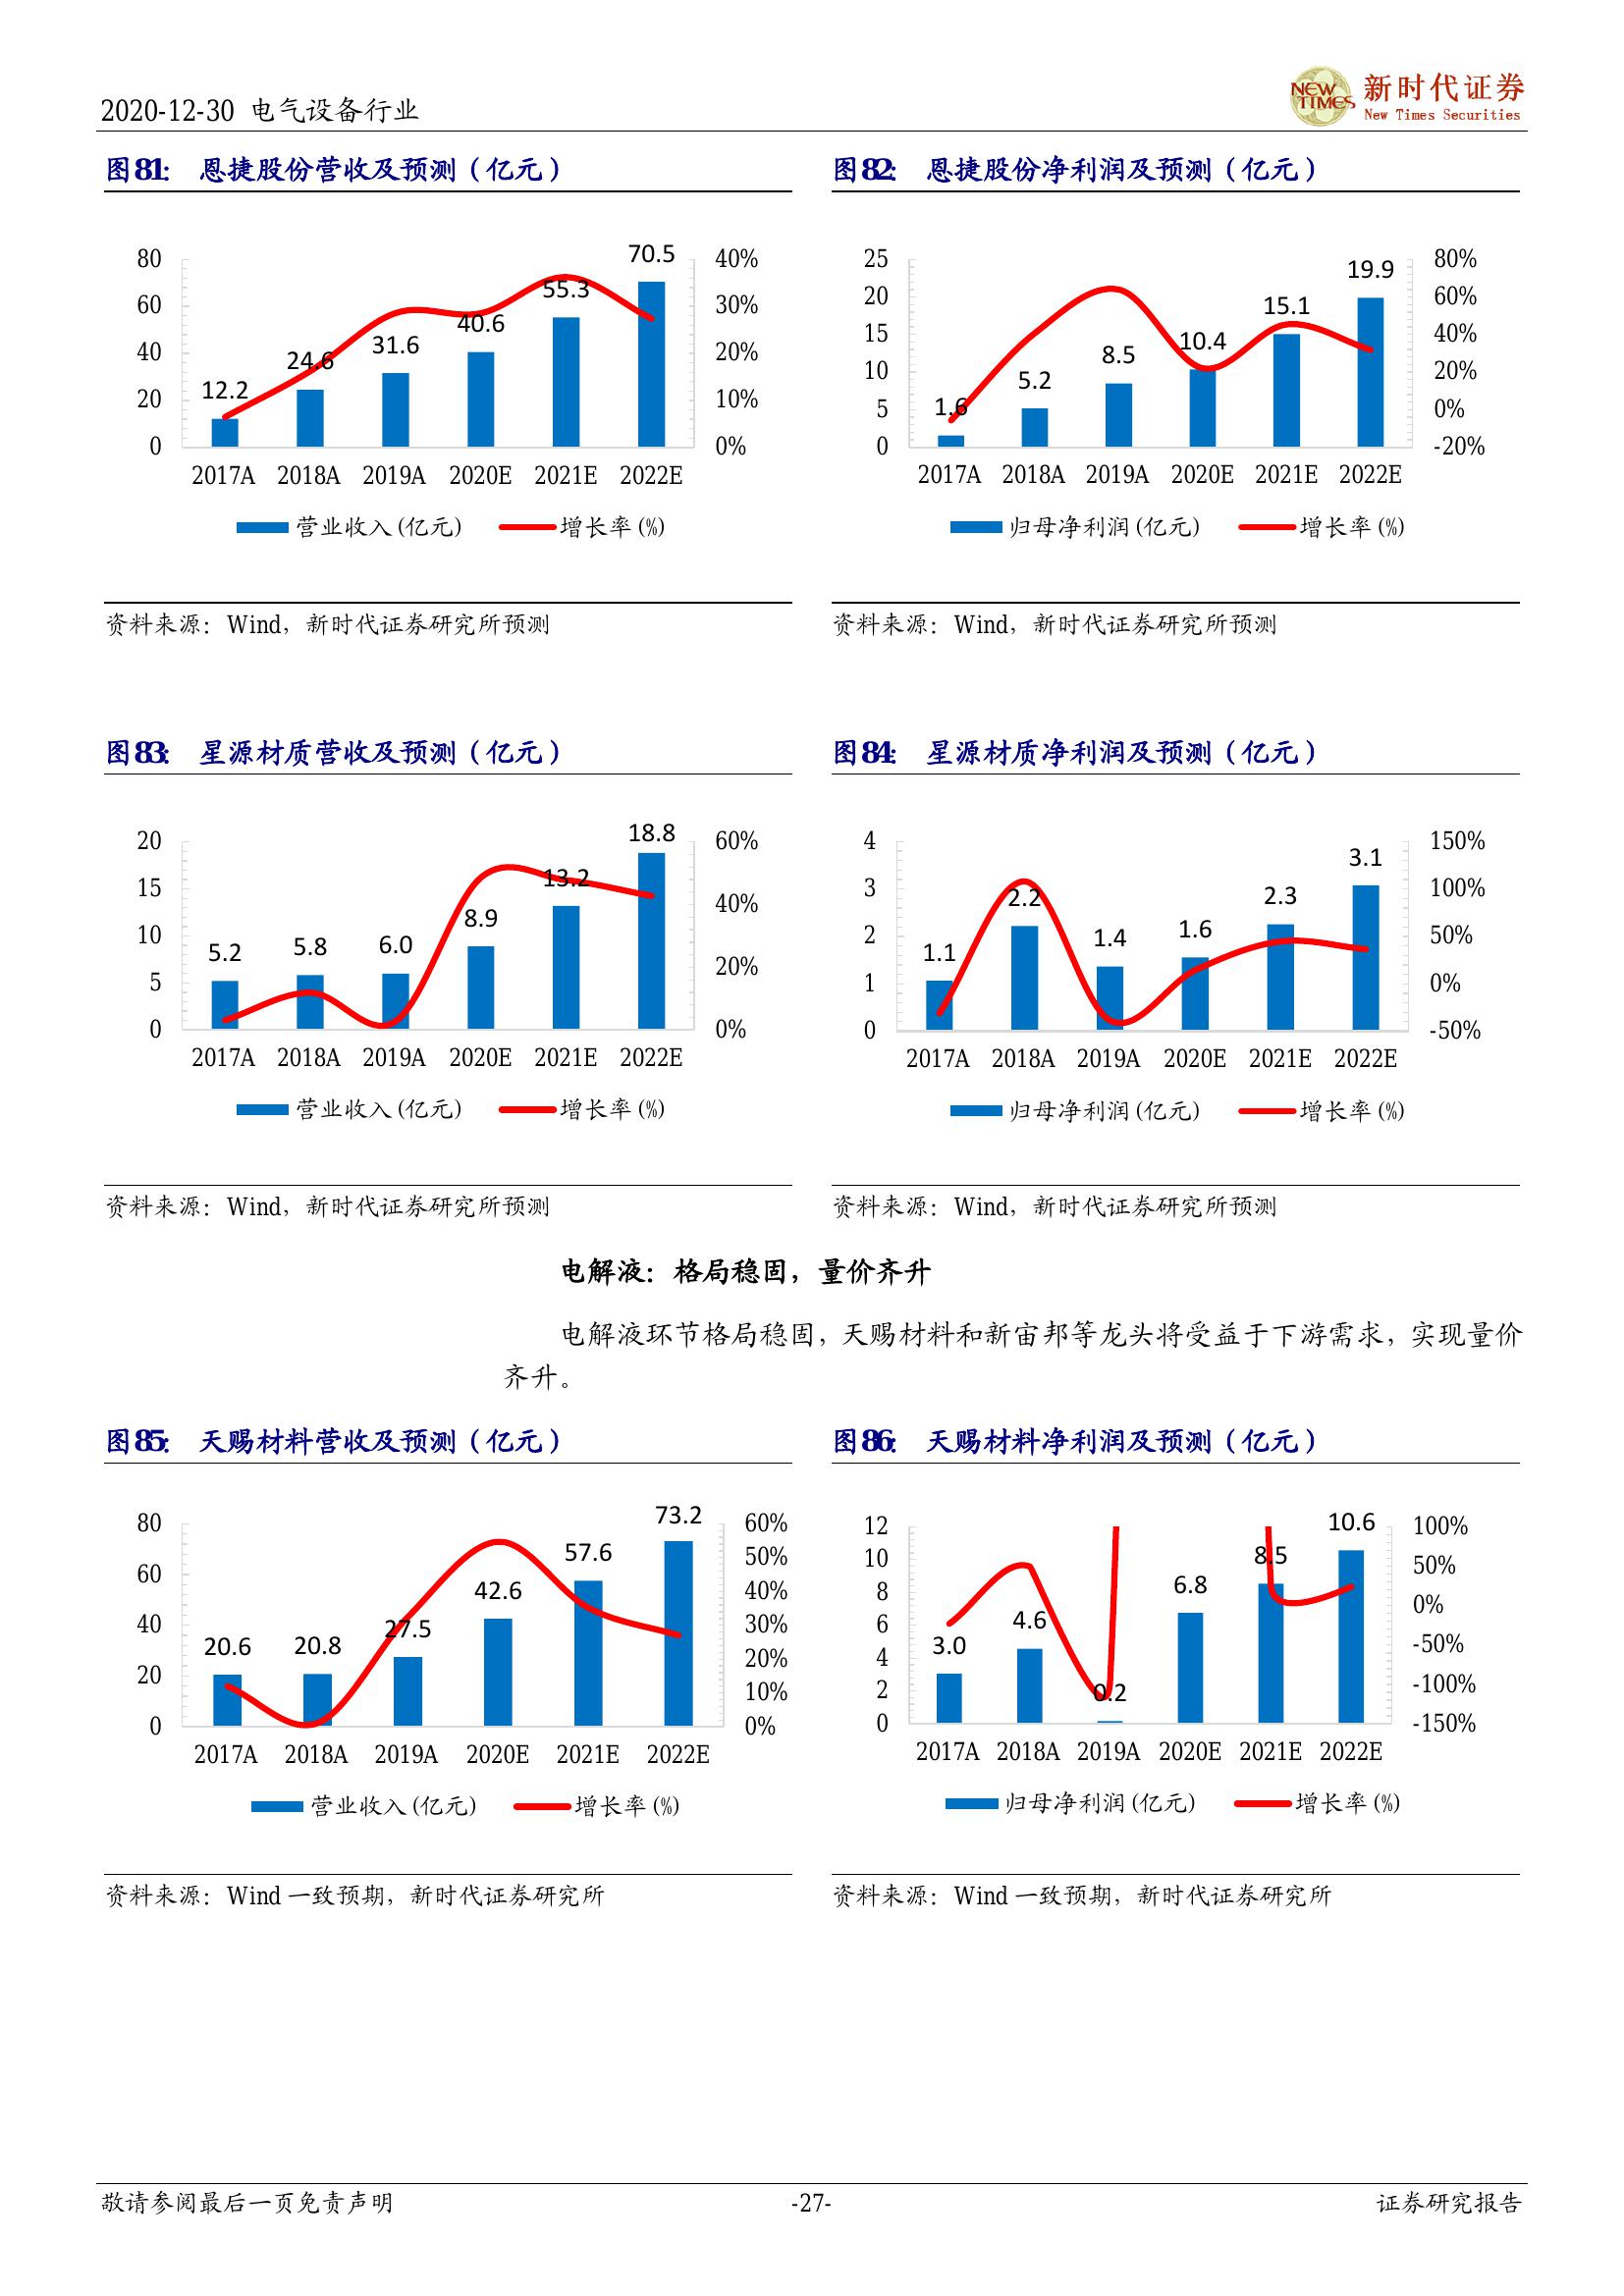 2020-12-30 电气设备行业
NEW TIMES 新时代证券
New Times Securities
图81: 恩捷股份营收及预测（亿元）
80 60 40 20 0
12.2 24.6 31.6 40.6 55.3 70.5
40% 30% 20% 10% 0%
2017A 2018A 2019A 2020E 2021E 2022E
营业收入(亿元) 增长率(%)
资料来源：Wind，新时代证券研究所预测
图82: 恩捷股份净利润及预测（亿元）
25 20 15 10 5 0
1.6 5.2 8.5 10.4 15.1 19.9
80% 60% 40% 20% 0% -20%
2017A 2018A 2019A 2020E 2021E 2022E
归母净利润(亿元) 增长率(%)
资料来源：Wind，新时代证券研究所预测
图83: 星源材质营收及预测（亿元）
20 15 10 5 0
5.2 5.8 6.0 8.9 13.2 18.8
60% 40% 20% 0%
2017A 2018A 2019A 2020E 2021E 2022E
营业收入(亿元) 增长率(%)
资料来源：Wind，新时代证券研究所预测
图84: 星源材质净利润及预测（亿元）
4 3 2 1 0
1.1 2.2 1.4 1.6 2.3 3.1
150% 100% 50% 0% -50%
2017A 2018A 2019A 2020E 2021E 2022E
归母净利润(亿元) 增长率(%)
资料来源：Wind，新时代证券研究所预测
电解液：格局稳固，量价齐升
电解液环节格局稳固，天赐材料和新宙邦等龙头将受益于下游需求，实现量价
齐升。
图85: 天赐材料营收及预测（亿元）
80 60 40 20 0
20.6 20.8 27.5 42.6 57.6 73.2
60% 50% 40% 30% 20% 10% 0%
2017A 2018A 2019A 2020E 2021E 2022E
营业收入(亿元) 增长率(%)
资料来源：Wind 一致预期，新时代证券研究所
图86: 天赐材料净利润及预测（亿元）
12 10 8 6 4 2 0
3.0 4.6 0.2 6.8 8.5 10.6
100% 50% 0% -50% -100% -150%
2017A 2018A 2019A 2020E 2021E 2022E
归母净利润(亿元) 增长率(%)
资料来源：Wind 一致预期，新时代证券研究所
敬请参阅最后一页免责声明 -27- 证券研究报告